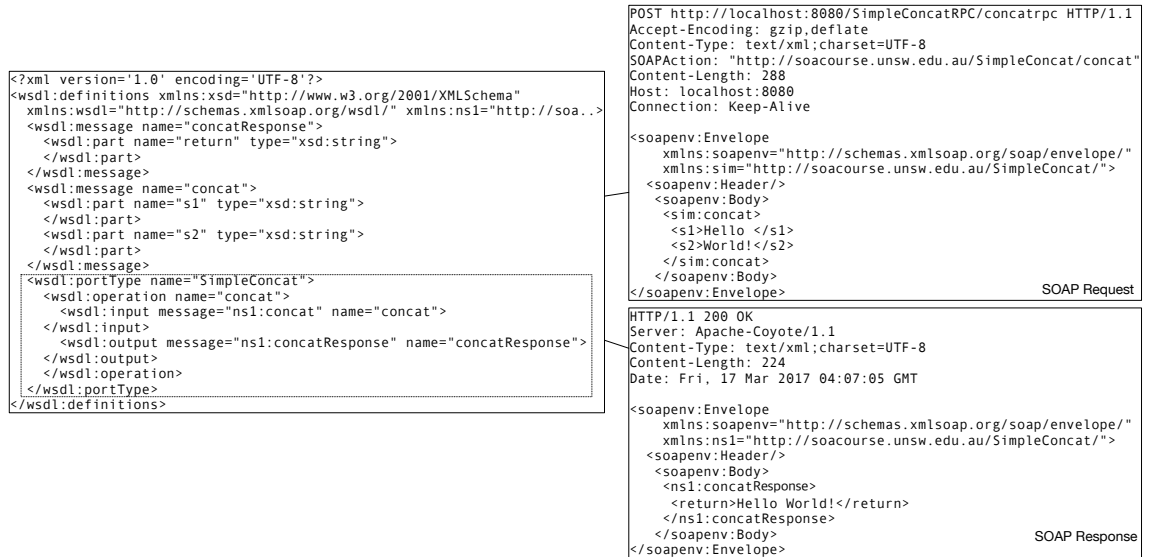 <?xml version='1.0' encoding='UTF-8'?>
<wsdl:definitions xmlns:xsd="http://www.w3.org/2001/XMLSchema"
xmlns:wsdl="http://schemas.xmlsoap.org/wsdl/" xmlns:ns1="http://soa..>
<wsdl:message name="concatResponse">
<wsdl:part name="return" type="xsd:string">
</wsdl:part>
</wsdl:message>
<wsdl:message name="concat">
<wsdl:part name="s1" type="xsd:string">
</wsdl:part>
<wsdl:part name="s2" type="xsd:string">
</wsdl:part>
</wsdl:message>
<wsdl:portType name="SimpleConcat">
<wsdl:operation name="concat">
<wsdl:input message="ns1:concat" name="concat">
</wsdl:input>
<wsdl:output message="ns1:concatResponse" name="concatResponse">
</wsdl:output>
</wsdl:operation>
</wsdl:portType>
</wsdl:definitions>
POST http://localhost:8080/SimpleConcatRPC/concatrpc HTTP/1.1
Accept-Encoding: gzip,deflate
Content-Type: text/xml;charset=UTF-8
SOAPAction: "http://soacourse.unsw.edu.au/SimpleConcat/concat"
Content-Length: 288
Host: localhost:8080
Connection: Keep-Alive
<soapenv:Envelope
xmlns:soapenv="http://schemas.xmlsoap.org/soap/envelope/"
xmlns:sim="http://soacourse.unsw.edu.au/SimpleConcat/">
<soapenv:Header/>
<soapenv:Body>
<sim:concat>
<s1>Hello </s1>
<s2>World!</s2>
</sim:concat>
</soapenv:Body>
</soapenv:Envelope>
SOAP Request
HTTP/1.1 200 OK
Server: Apache-Coyote/1.1
Content-Type: text/xml;charset=UTF-8
Content-Length: 224
Date: Fri, 17 Mar 2017 04:07:05 GMT
<soapenv:Envelope
xmlns:soapenv="http://schemas.xmlsoap.org/soap/envelope/"
xmlns:ns1="http://soacourse.unsw.edu.au/SimpleConcat/">
<soapenv:Header/>
<soapenv:Body>
<ns1:concatResponse>
<return>Hello World!</return>
</ns1:concatResponse>
</soapenv:Body>
</soapenv:Envelope>
SOAP Response